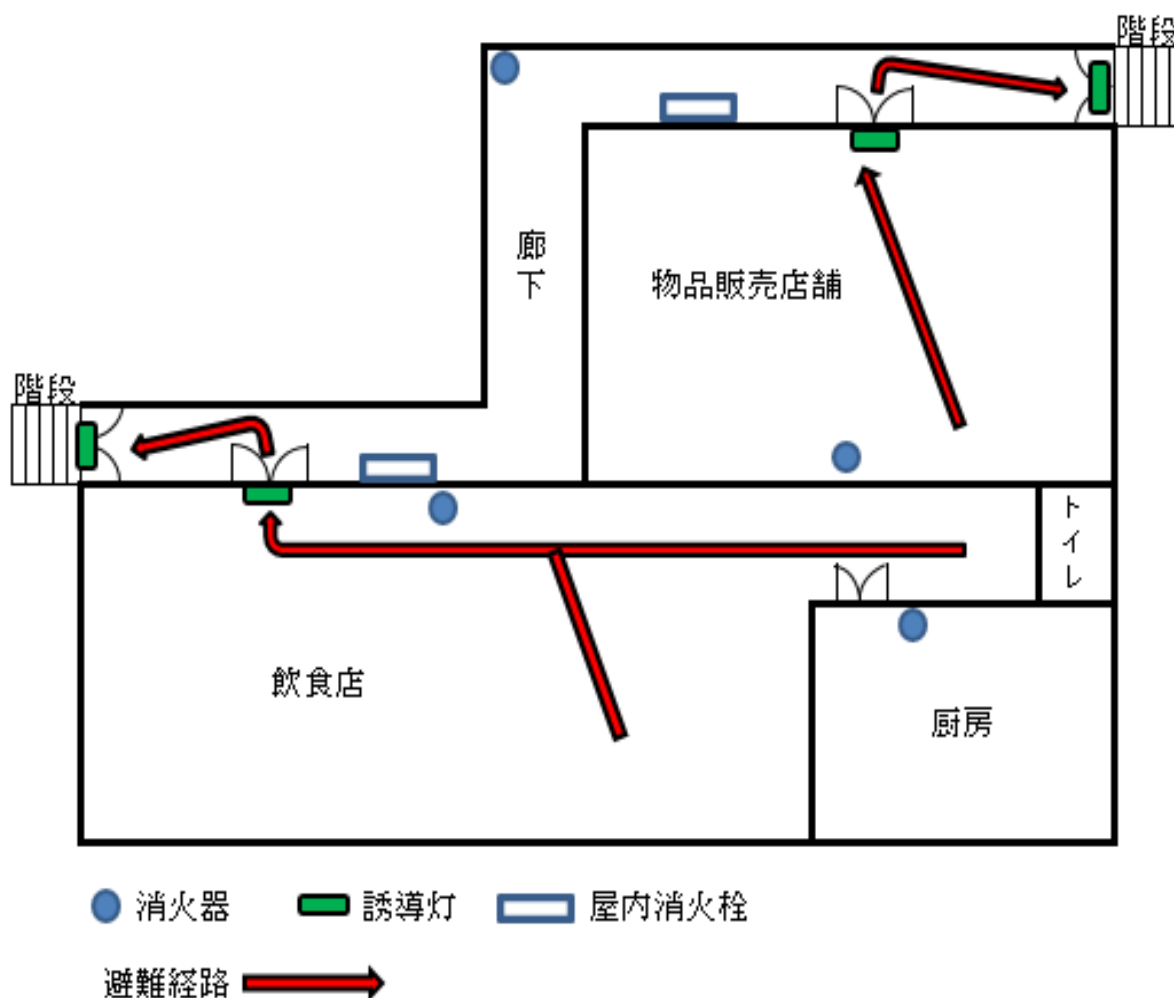 階段
廊下
物品販売店舗
階段
トイレ
飲食店
厨房
消火器
誘導灯
屋内消火栓
避難経路